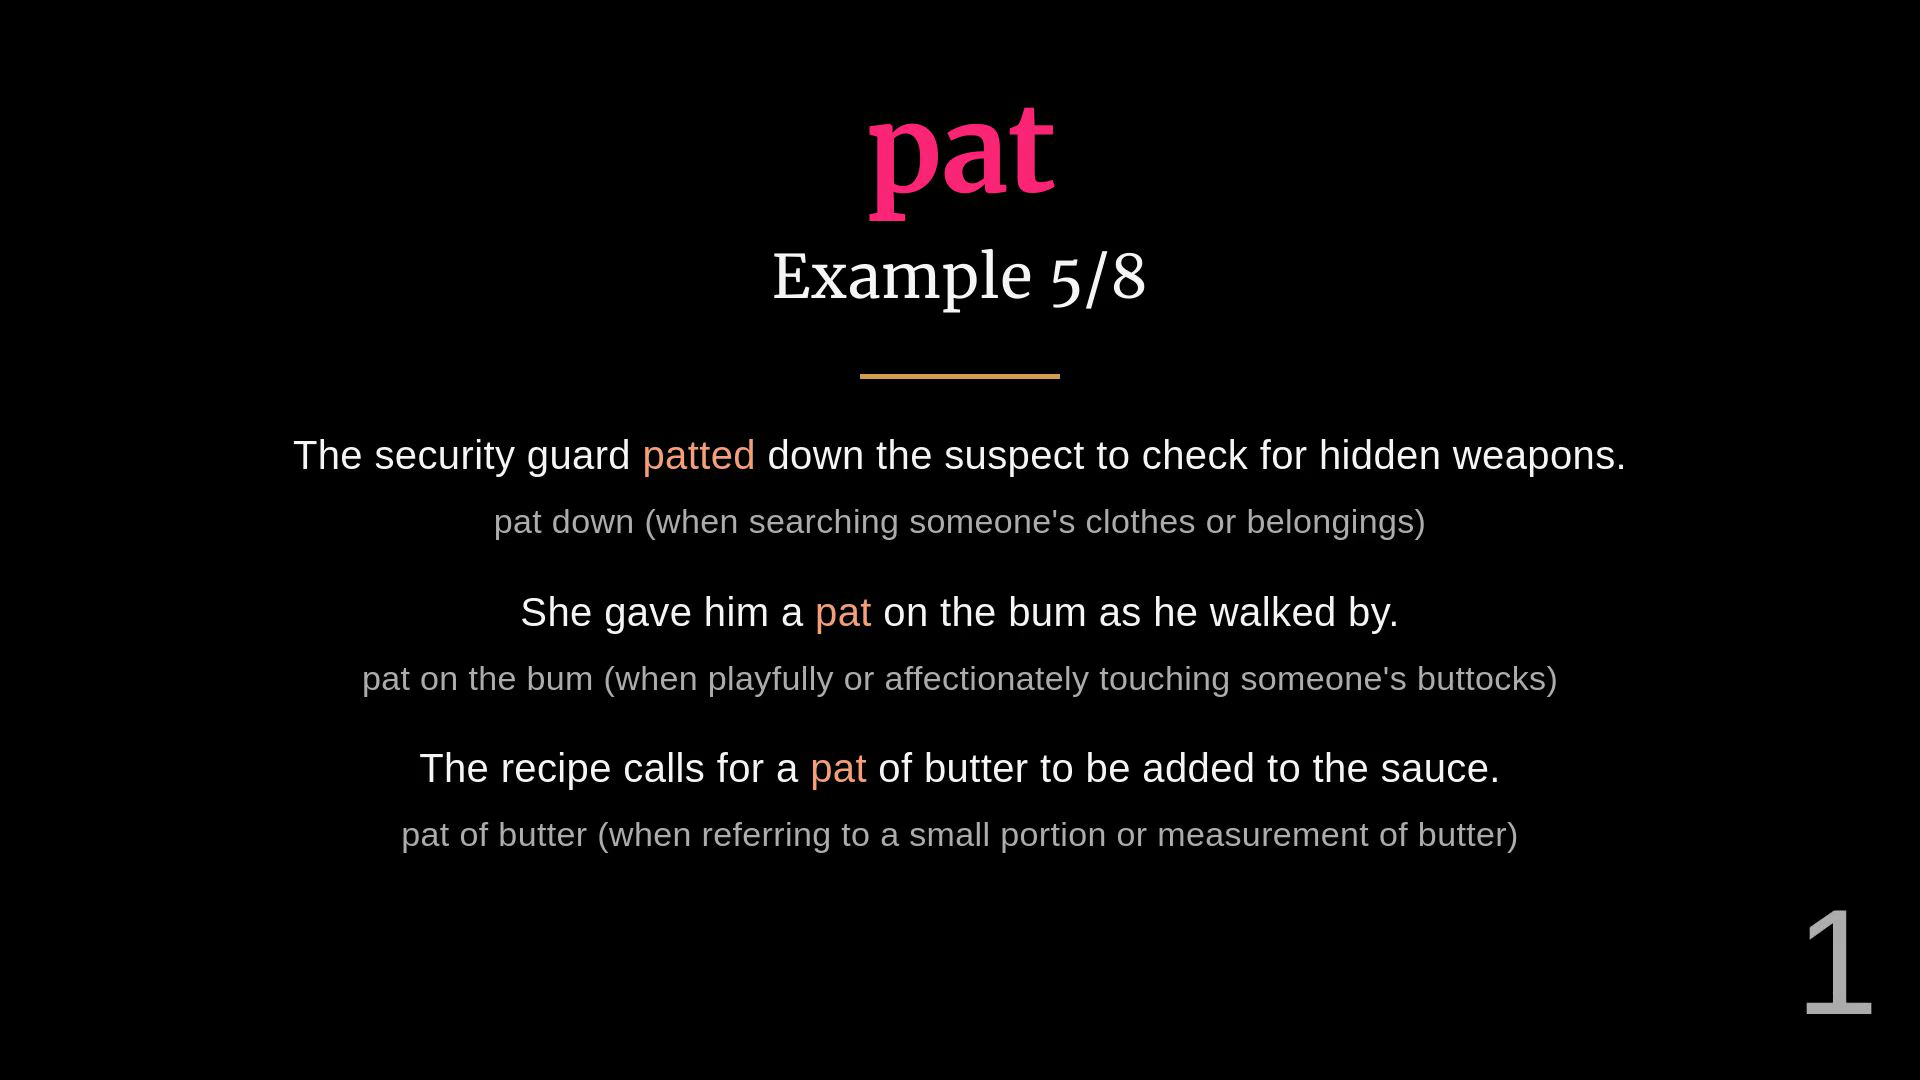 pat
Example 5/8
The security guard patted down the suspect to check for hidden weapons.
pat down (when searching someone's clothes or belongings)
She gave him a pat on the bum as he walked by.
pat on the bum (when playfully or affectionately touching someone's buttocks)
The recipe calls for a pat of butter to be added to the sauce.
pat of butter (when referring to a small portion or measurement of butter)
1